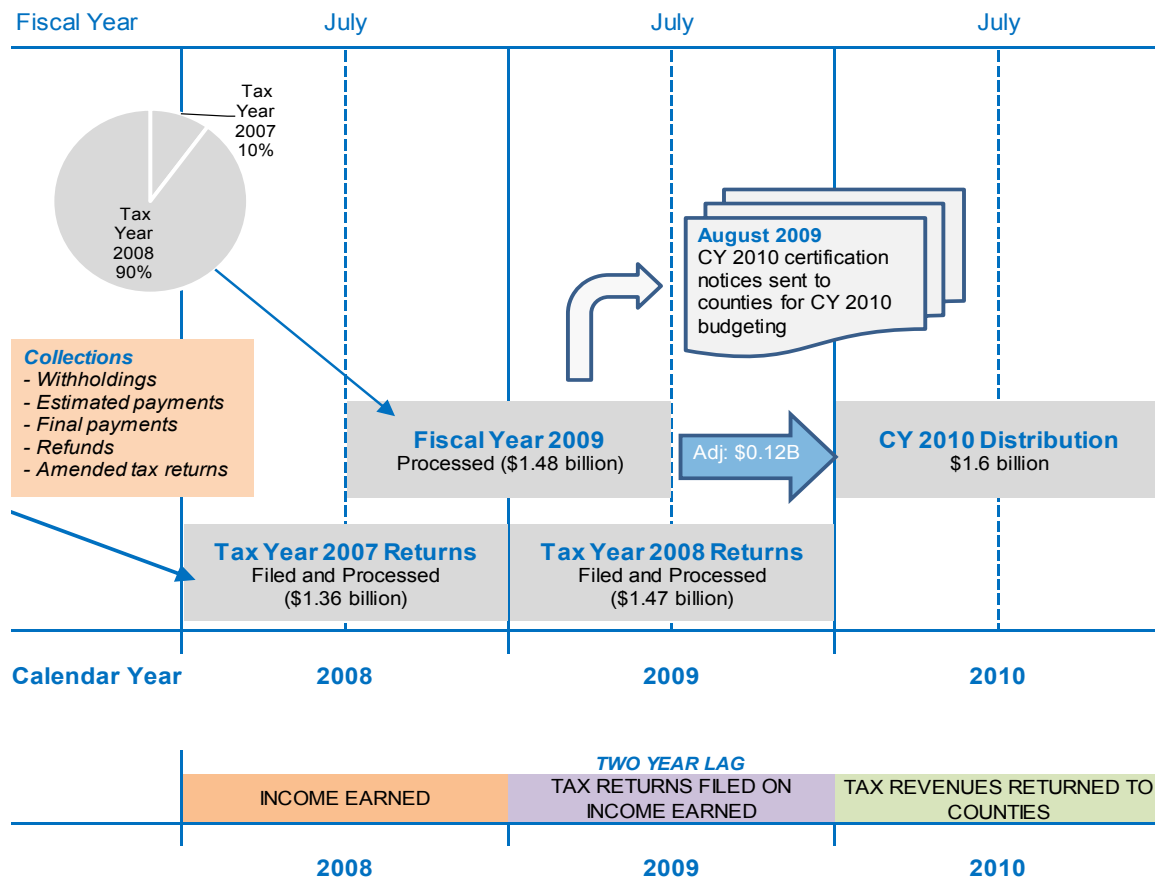 Fiscal Year July July July
Tax
Year
2007
10%
Tax
Year
2008
90%
August 2009
CY 2010 certification
notices sent to
counties for CY 2010
budgeting
Collections
- Withholdings
- Estimated payments
- Final payments
- Refunds
- Amended tax returns
Fiscal Year 2009
Processed ($1.48 billion)
Adj: $0.12B
CY 2010 Distribution
$1.6 billion
Tax Year 2007 Returns
Filed and Processed
($1.36 billion)
Tax Year 2008 Returns
Filed and Processed
($1.47 billion)
Calendar Year 2008 2009 2010
TWO YEAR LAG
INCOME EARNED
TAX RETURNS FILED ON
INCOME EARNED
TAX REVENUES RETURNED TO
COUNTIES
2008 2009 2010